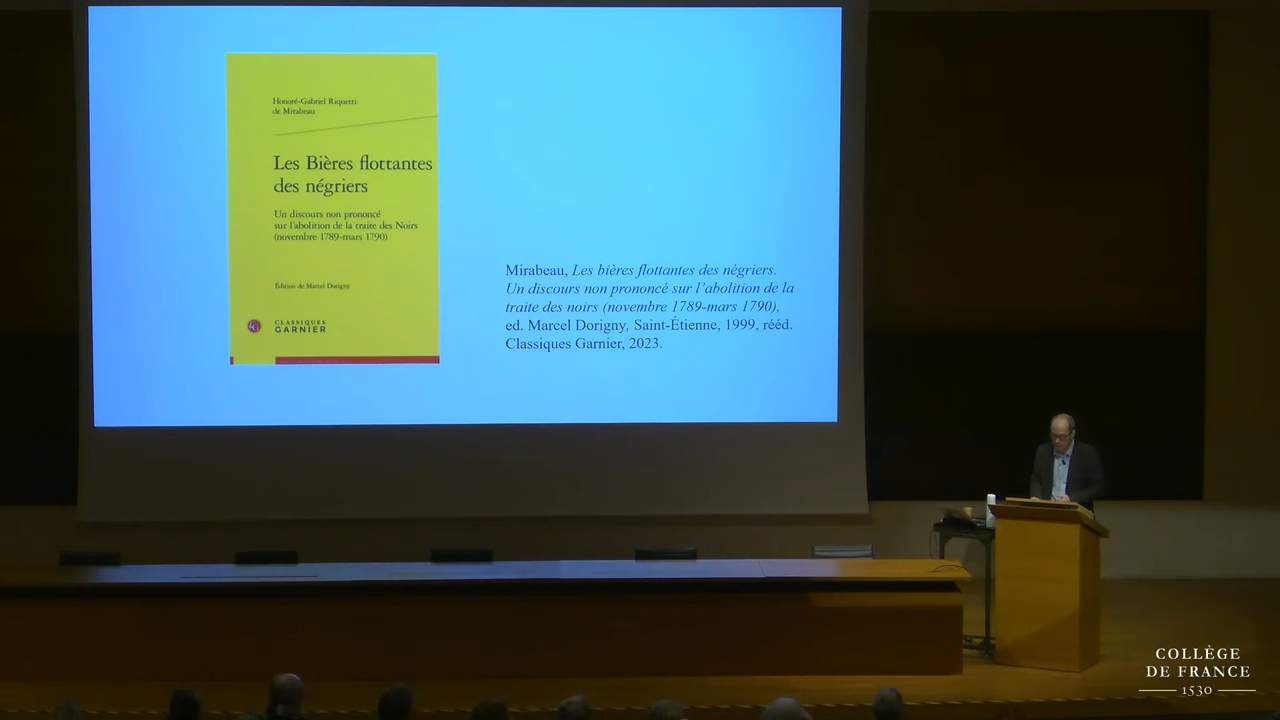 Honoré-Gabriel Riquetti
de Mirabeau
Les Bières flottantes
des négriers
Un discours non prononcé
sur l'abolition de la traite des Noirs
(novembre 1789-mars 1790)
Édition de Marcel Dorigny
CLASSIQUES
GARNIER
Mirabeau, Les bières flottantes des négriers.
Un discours non prononcé sur l'abolition de la
traite des noirs (novembre 1789-mars 1790),
ed. Marcel Dorigny, Saint-Étienne, 1999, rééd.
Classiques Garnier, 2023.
COLLÈGE
DE FRANCE
1530